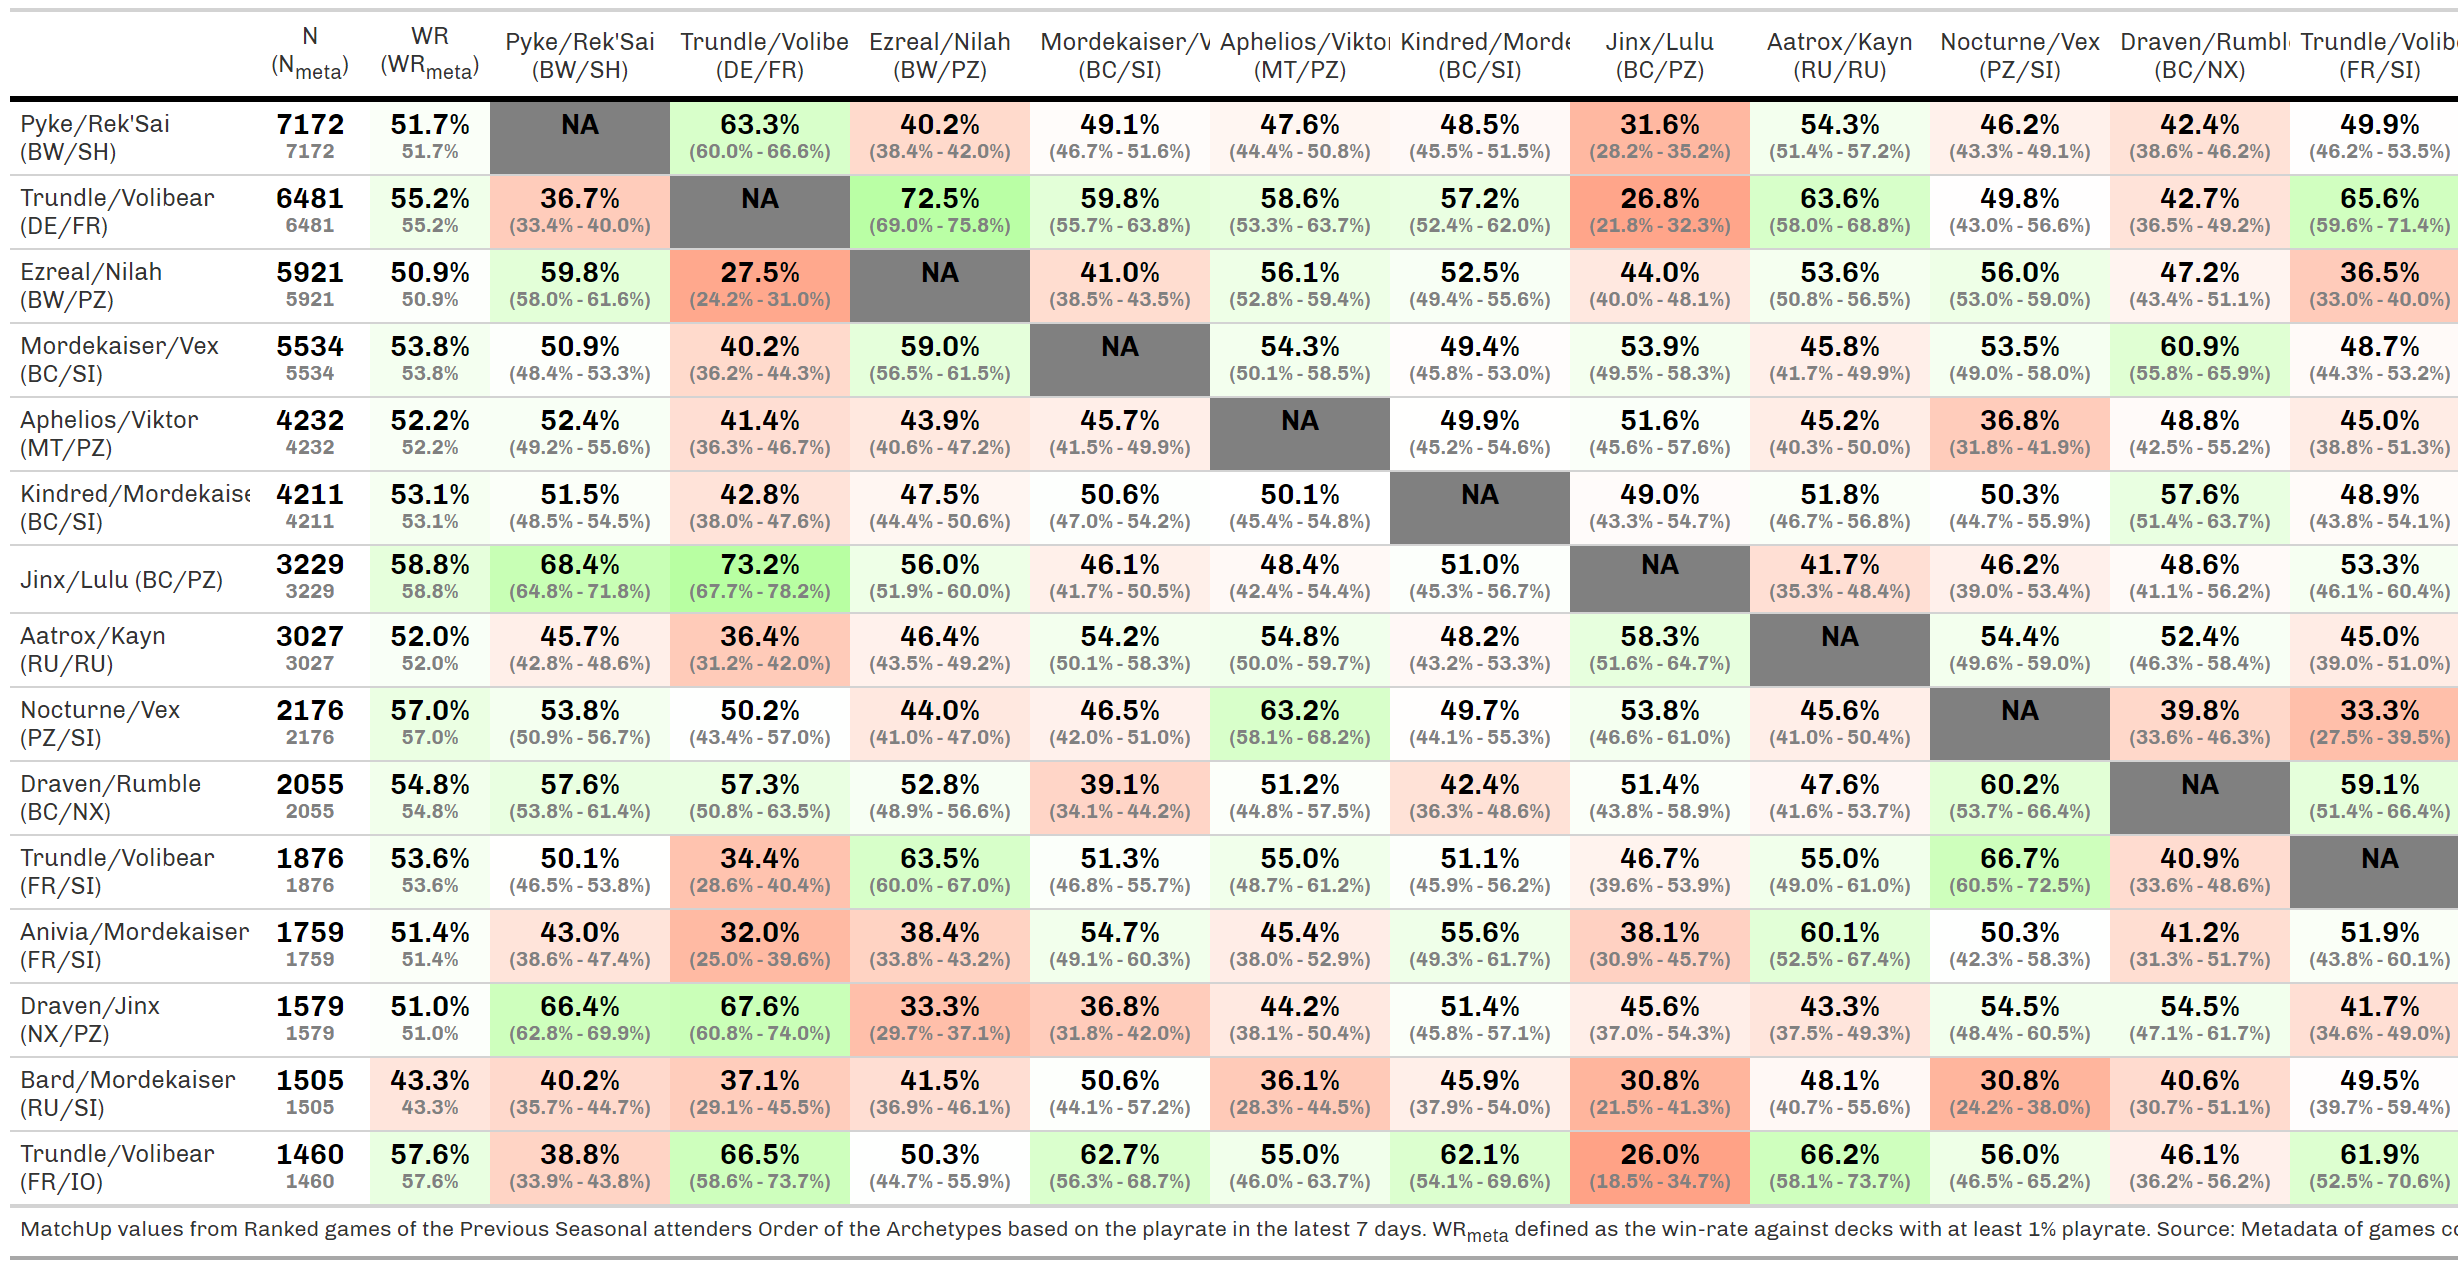 N WR Pyke/Rek'Sai Trundle/Volibe Ezreal/Nilah Mordekaiser/V Aphelios/Viktor Kindred/Morde Jinx/Lulu Aatrox/Kayn Nocturne/Vex Draven/Rumbl Trundle/Volib
(Nmeta) (WRmeta) (BW/SH) (DE/FR) (BW/PZ) (BC/SI) (MT/PZ) (BC/SI) (BC/PZ) (RU/RU) (PZ/SI) (BC/NX) (FR/SI)
Pyke/Rek'Sai 7172 51.7% NA 63.3% 40.2% 49.1% 47.6% 48.5% 31.6% 54.3% 46.2% 42.4% 49.9%
(BW/SH) 7172 51.7% (60.0% - 66.6%) (38.4% - 42.0%) (46.7% - 51.6%) (44.4% - 50.8%) (45.5% - 51.5%) (28.2% - 35.2%) (51.4% - 57.2%) (43.3% - 49.1%) (38.6% - 46.2%) (46.2% - 53.5%)
Trundle/Volibear 6481 55.2% 36.7% NA 72.5% 59.8% 58.6% 57.2% 26.8% 63.6% 49.8% 42.7% 65.6%
(DE/FR) 6481 55.2% (33.4% - 40.0%) (69.0% - 75.8%) (55.7% - 63.8%) (53.3% - 63.7%) (52.4% - 62.0%) (21.8% - 32.3%) (58.0% - 68.8%) (43.0% - 56.6%) (36.5% - 49.2%) (59.6% - 71.4%)
Ezreal/Nilah 5921 50.9% 59.8% 27.5% NA 41.0% 56.1% 52.5% 44.0% 53.6% 56.0% 47.2% 36.5%
(BW/PZ) 5921 50.9% (58.0% - 61.6%) (24.2% - 31.0%) (38.5% - 43.5%) (52.8% - 59.4%) (49.4% - 55.6%) (40.0% - 48.1%) (50.8% - 56.5%) (53.0% - 59.0%) (43.4% - 51.1%) (33.0% - 40.0%)
Mordekaiser/Vex 5534 53.8% 50.9% 40.2% 59.0% NA 54.3% 49.4% 53.9% 45.8% 53.5% 60.9% 48.7%
(BC/SI) 5534 53.8% (48.4% - 53.3%) (36.2% - 44.3%) (56.5% - 61.5%) (50.1% - 58.5%) (45.8% - 53.0%) (49.5% - 58.3%) (41.7% - 49.9%) (49.0% - 58.0%) (55.8% - 65.9%) (44.3% - 53.2%)
Aphelios/Viktor 4232 52.2% 52.4% 41.4% 43.9% 45.7% NA 49.9% 51.6% 45.2% 36.8% 48.8% 45.0%
(MT/PZ) 4232 52.2% (49.2% - 55.6%) (36.3% - 46.7%) (40.6% - 47.2%) (41.5% - 49.9%) (45.2% - 54.6%) (45.6% - 57.6%) (40.3% - 50.0%) (31.8% - 41.9%) (42.5% - 55.2%) (38.8% - 51.3%)
Kindred/Mordekaise 4211 53.1% 51.5% 42.8% 47.5% 50.6% 50.1% NA 49.0% 51.8% 50.3% 57.6% 48.9%
(BC/SI) 4211 53.1% (48.5% - 54.5%) (38.0% - 47.6%) (44.4% - 50.6%) (47.0% - 54.2%) (45.4% - 54.8%) (43.3% - 54.7%) (46.7% - 56.8%) (44.7% - 55.9%) (51.4% - 63.7%) (43.8% - 54.1%)
Jinx/Lulu (BC/PZ) 3229 58.8% 68.4% 73.2% 56.0% 46.1% 48.4% 51.0% NA 41.7% 46.2% 48.6% 53.3%
3229 58.8% (64.8% - 71.8%) (67.7% - 78.2%) (51.9% - 60.0%) (41.7% - 50.5%) (42.4% - 54.4%) (45.3% - 56.7%) (35.3% - 48.4%) (39.0% - 53.4%) (41.1% - 56.2%) (46.1% - 60.4%)
Aatrox/Kayn 3027 52.0% 45.7% 36.4% 46.4% 54.2% 54.8% 48.2% 58.3% NA 54.4% 52.4% 45.0%
(RU/RU) 3027 52.0% (42.8% - 48.6%) (31.2% - 42.0%) (43.5% - 49.2%) (50.1% - 58.3%) (50.0% - 59.7%) (43.2% - 53.3%) (51.6% - 64.7%) (49.6% - 59.0%) (46.3% - 58.4%) (39.0% - 51.0%)
Nocturne/Vex 2176 57.0% 53.8% 50.2% 44.0% 46.5% 63.2% 49.7% 53.8% 45.6% NA 39.8% 33.3%
(PZ/SI) 2176 57.0% (50.9% - 56.7%) (43.4% - 57.0%) (41.0% - 47.0%) (42.0% - 51.0%) (58.1% - 68.2%) (44.1% - 55.3%) (46.6% - 61.0%) (41.0% - 50.4%) (33.6% - 46.3%) (27.5% - 39.5%)
Draven/Rumble 2055 54.8% 57.6% 57.3% 52.8% 39.1% 51.2% 42.4% 51.4% 47.6% 60.2% NA 59.1%
(BC/NX) 2055 54.8% (53.8% - 61.4%) (50.8% - 63.5%) (48.9% - 56.6%) (34.1% - 44.2%) (44.8% - 57.5%) (36.3% - 48.6%) (43.8% - 58.9%) (41.6% - 53.7%) (53.7% - 66.4%) (51.4% - 66.4%)
Trundle/Volibear 1876 53.6% 50.1% 34.4% 63.5% 51.3% 55.0% 51.1% 46.7% 55.0% 66.7% 40.9% NA
(FR/SI) 1876 53.6% (46.5% - 53.8%) (28.6% - 40.4%) (60.0% - 67.0%) (46.8% - 55.7%) (48.7% - 61.2%) (45.9% - 56.2%) (39.6% - 53.9%) (49.0% - 61.0%) (60.5% - 72.5%) (33.6% - 48.6%)
Anivia/Mordekaiser 1759 51.4% 43.0% 32.0% 38.4% 54.7% 45.4% 55.6% 38.1% 60.1% 50.3% 41.2% 51.9%
(FR/SI) 1759 51.4% (38.6% - 47.4%) (25.0% - 39.6%) (33.8% - 43.2%) (49.1% - 60.3%) (38.0% - 52.9%) (49.3% - 61.7%) (30.9% - 45.7%) (52.5% - 67.4%) (42.3% - 58.3%) (31.3% - 51.7%) (43.8% - 60.1%)
Draven/Jinx 1579 51.0% 66.4% 67.6% 33.3% 36.8% 44.2% 51.4% 45.6% 43.3% 54.5% 54.5% 41.7%
(NX/PZ) 1579 51.0% (62.8% - 69.9%) (60.8% - 74.0%) (29.7% - 37.1%) (31.8% - 42.0%) (38.1% - 50.4%) (45.8% - 57.1%) (37.0% - 54.3%) (37.5% - 49.3%) (48.4% - 60.5%) (47.1% - 61.7%) (34.6% - 49.0%)
Bard/Mordekaiser 1505 43.3% 40.2% 37.1% 41.5% 50.6% 36.1% 45.9% 30.8% 48.1% 30.8% 40.6% 49.5%
(RU/SI) 1505 43.3% (35.7% - 44.7%) (29.1% - 45.5%) (36.9% - 46.1%) (44.1% - 57.2%) (28.3% - 44.5%) (37.9% - 54.0%) (21.5% - 41.3%) (40.7% - 55.6%) (24.2% - 38.0%) (30.7% - 51.1%) (39.7% - 59.4%)
Trundle/Volibear 1460 57.6% 38.8% 66.5% 50.3% 62.7% 55.0% 62.1% 26.0% 66.2% 56.0% 46.1% 61.9%
(FR/IO) 1460 57.6% (33.9% - 43.8%) (58.6% - 73.7%) (44.7% - 55.9%) (56.3% - 68.7%) (46.0% - 63.7%) (54.1% - 69.6%) (18.5% - 34.7%) (58.1% - 73.7%) (46.5% - 65.2%) (36.2% - 56.2%) (52.5% - 70.6%)
MatchUp values from Ranked games of the Previous Seasonal attenders Order of the Archetypes based on the playrate in the latest 7 days. WRmeta defined as the win-rate against decks with at least 1% playrate. Source: Metadata of games co